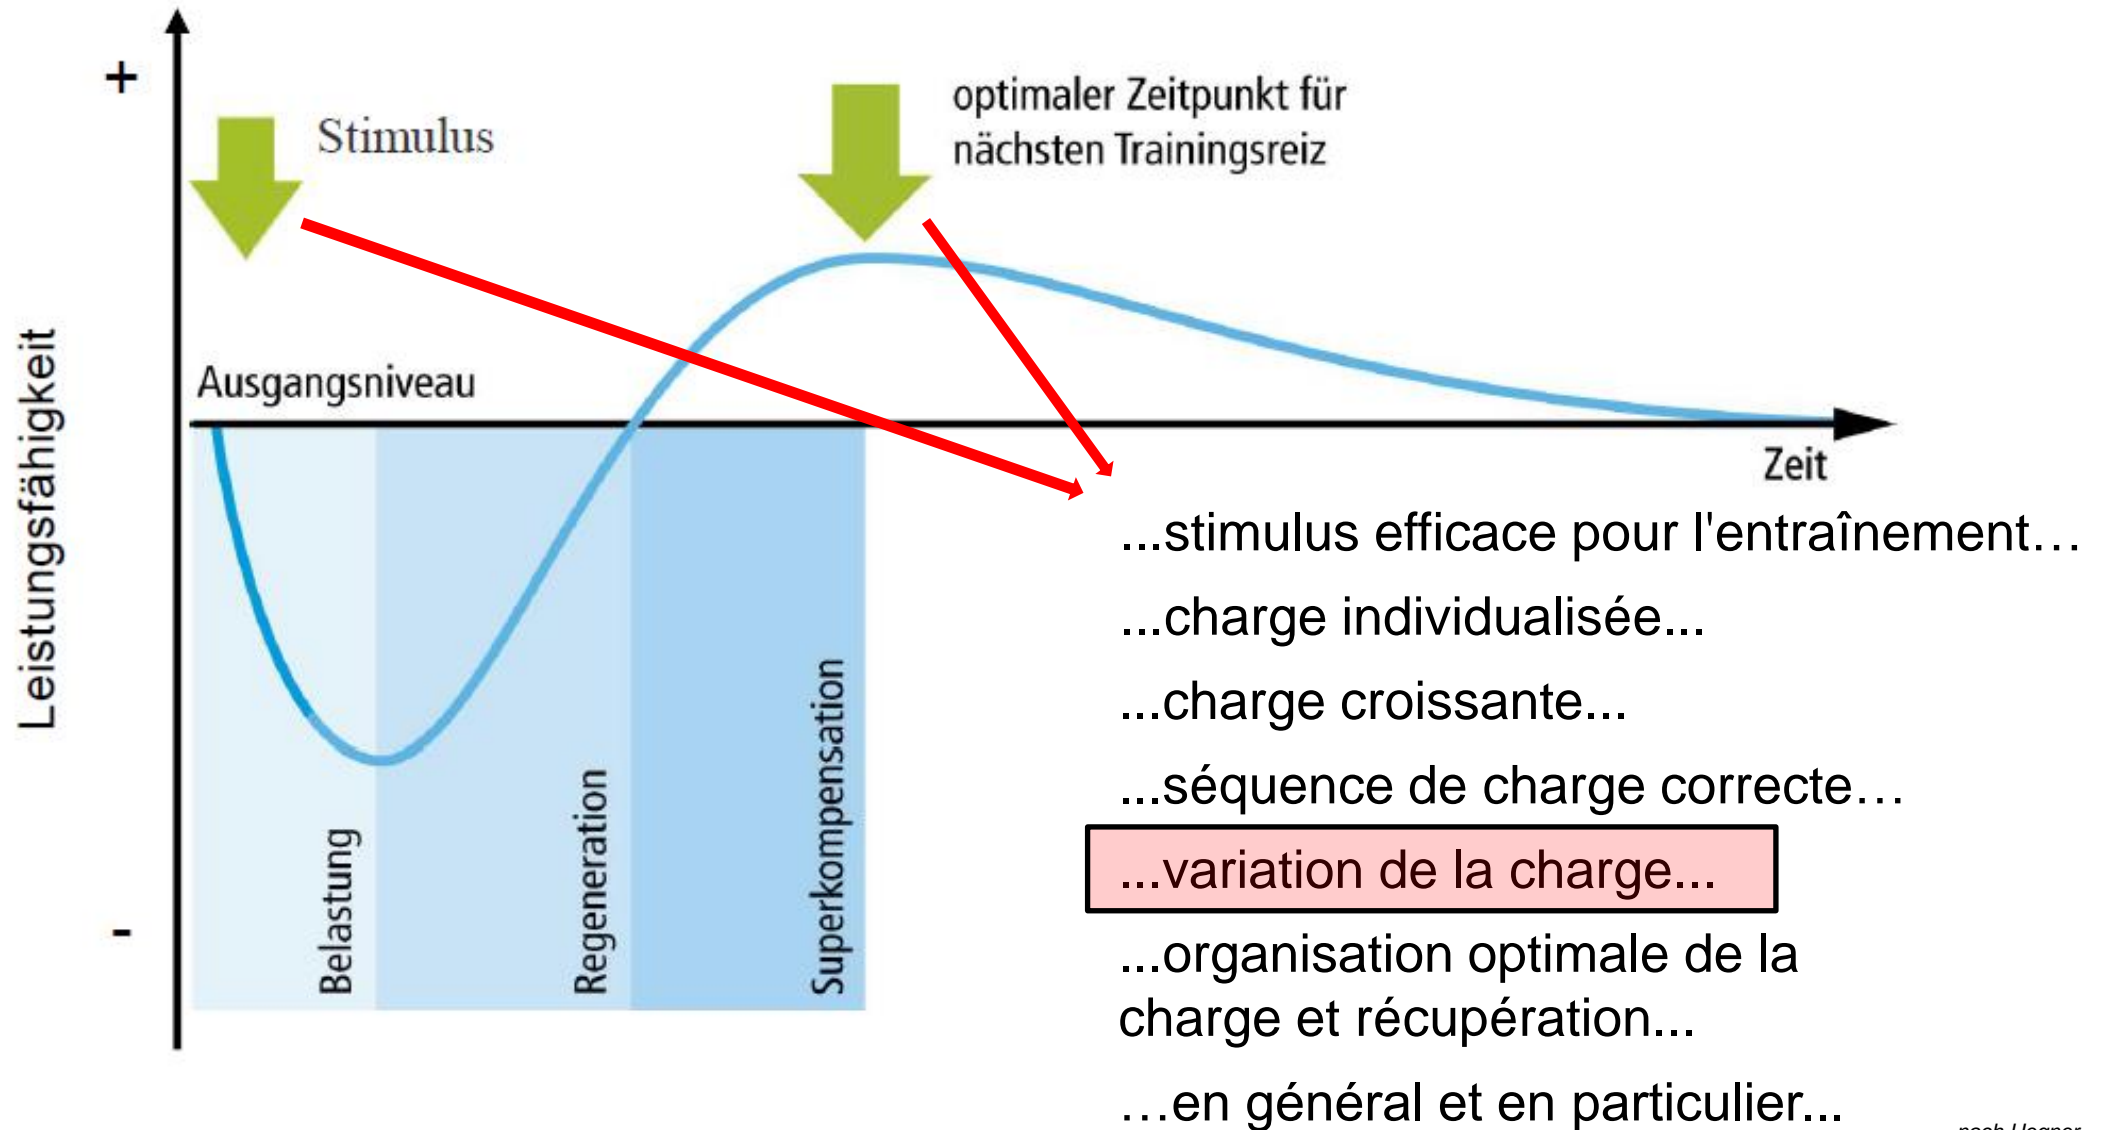 +
Stimulus
optimaler Zeitpunkt für
nächsten Trainingsreiz
Leistungsfähigkeit
Ausgangsniveau
Zeit
-
Belastung
Regeneration
Superkompensation
...stimulus efficace pour l'entraînement…
...charge individualisée...
...charge croissante...
...séquence de charge correcte…
...variation de la charge...
...organisation optimale de la
charge et récupération...
…en général et en particulier...
nach Hegner